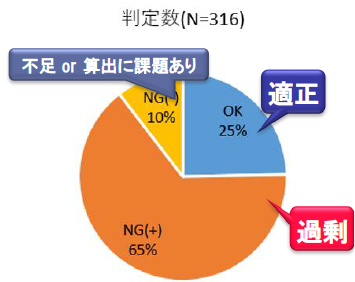 判定数(N=316)
不足 or 算出に課題あり
NG(-)
10%
OK
25%
適正
NG(+)
65%
過剰